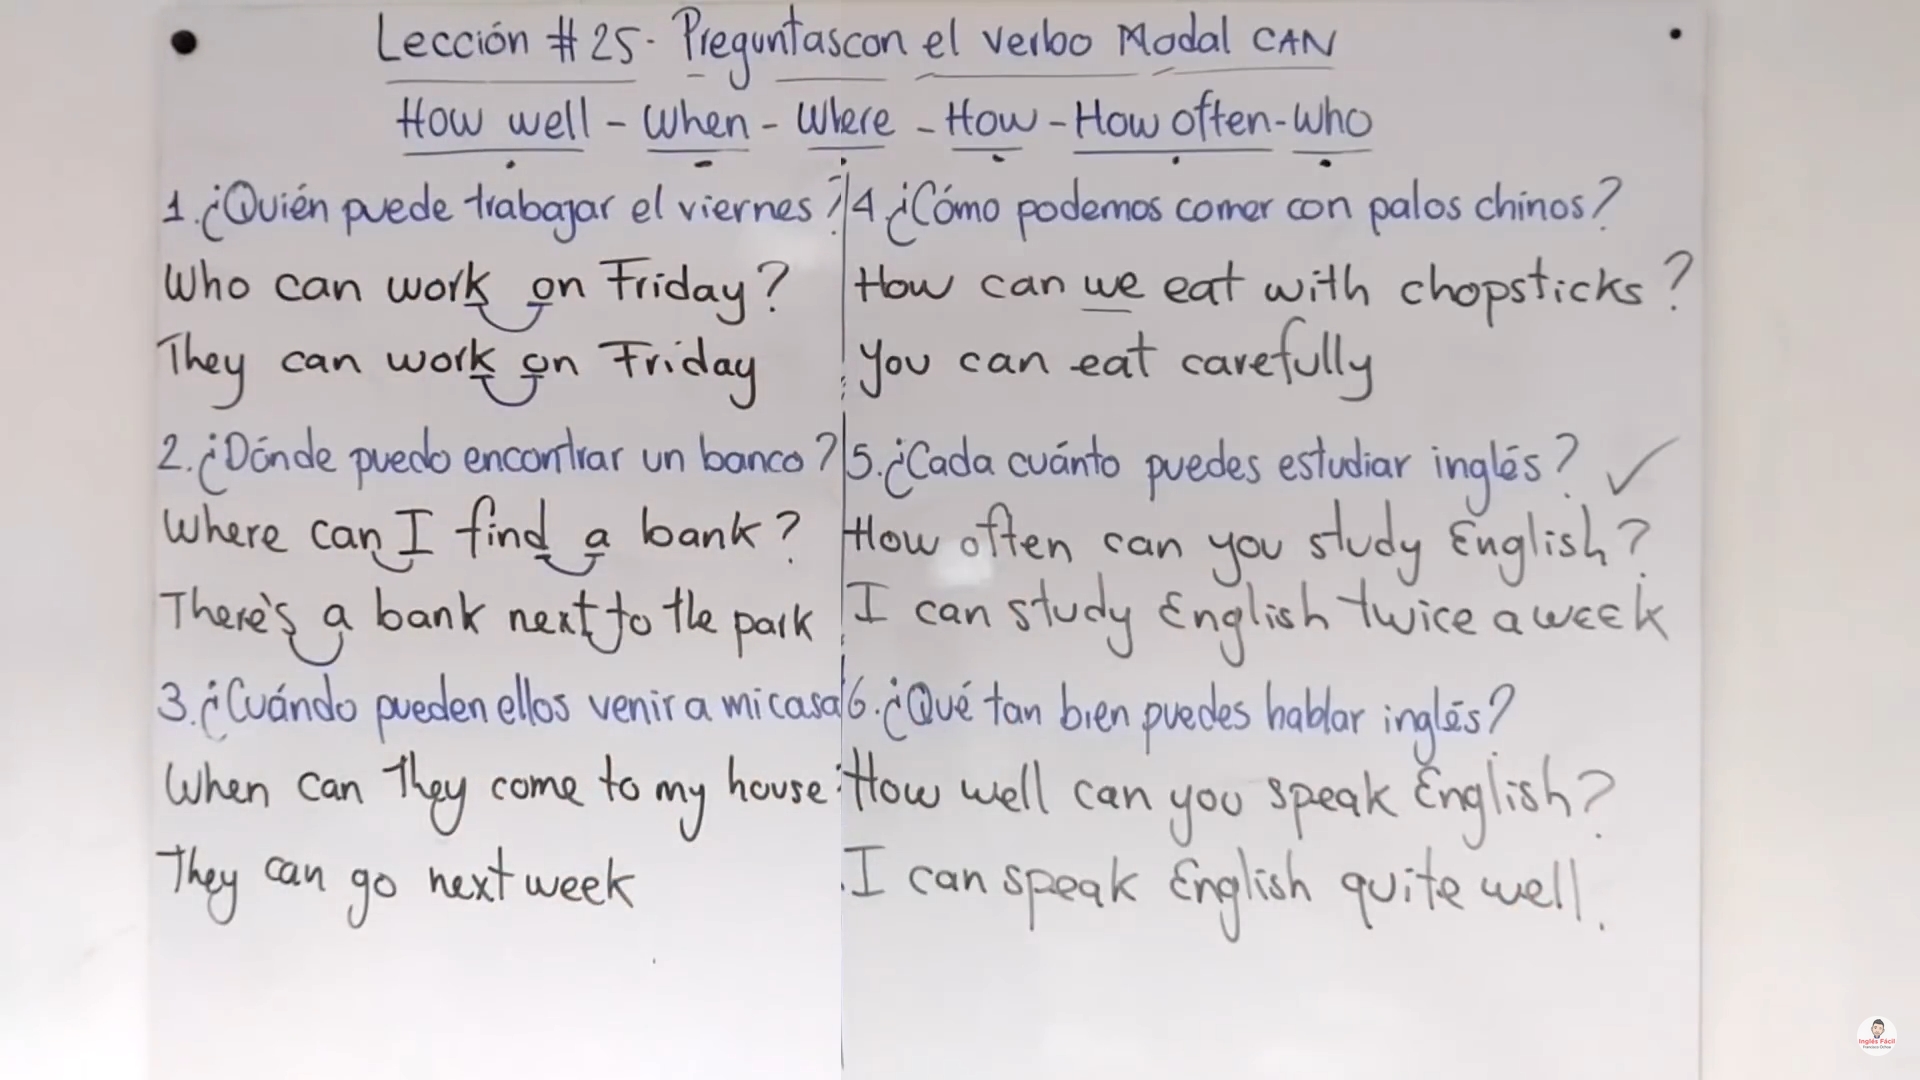 Lección # 25. Preguntas con el verbo Modal CAN
How well - When - Where - How - How often - Who
1. ¿Quién puede trabajar el viernes?
Who can work on Friday?
They can work on Friday
2. ¿Dónde puedo encontrar un banco?
Where can I find a bank?
There's a bank next to the park
3. ¿Cuándo pueden ellos venir a mi casa
When can they come to my house
They can go next week
4. ¿Cómo podemos comer con palos chinos?
How can we eat with chopsticks?
You can eat carefully
5. ¿Cada cuánto puedes estudiar inglés?
How often can you study English?
I can study English twice a week
6. ¿Qué tan bien puedes hablar inglés?
How well can you speak English?
I can speak English quite well.
Inglés Fácil